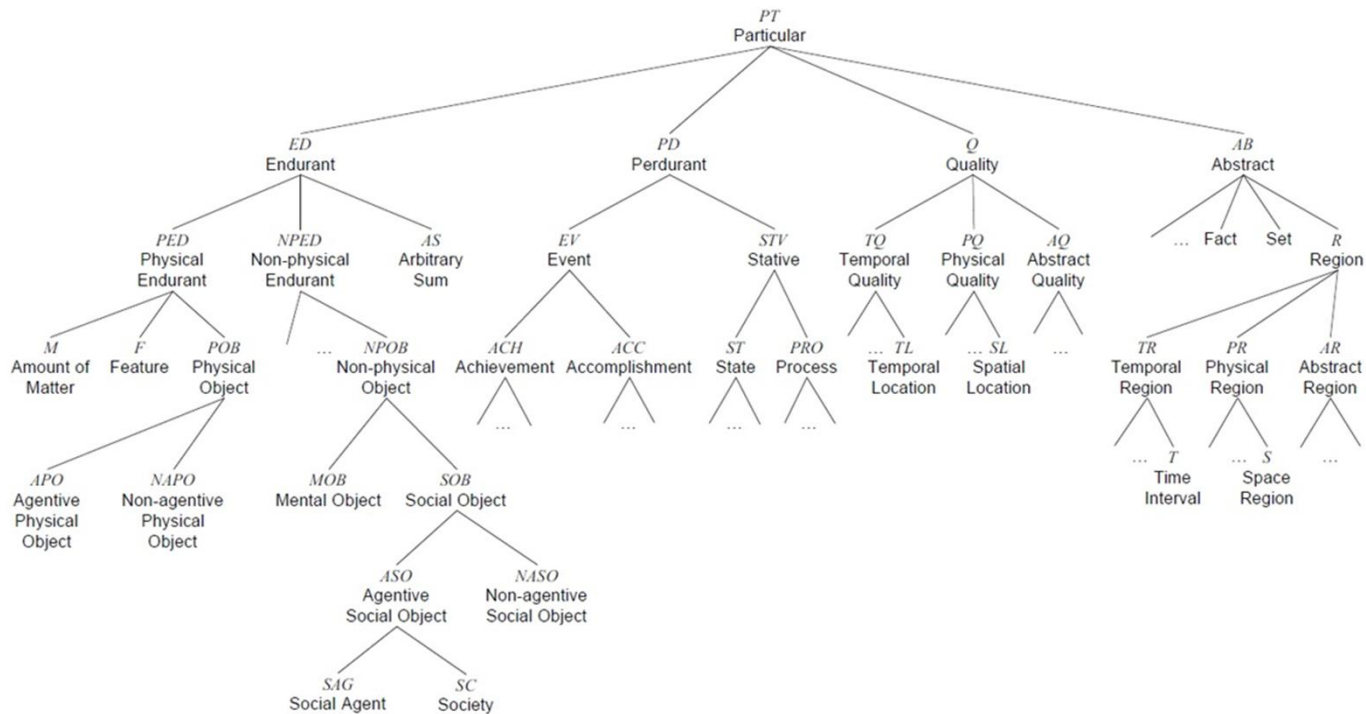 PT
Particular
ED
Endurant
PD
Perdurant
Q
Quality
AB
Abstract
PED
Physical
Endurant
NPED
Non-physical
Endurant
AS
Arbitrary
Sum
EV
Event
STV
Stative
TQ
Temporal
Quality
PQ
Physical
Quality
AQ
Abstract
Quality
... Fact
Set
R
Region
M
Amount of
Matter
F
Feature
POB
Physical
Object
... NPOB
Non-physical
Object
ACH
Achievement
ACC
Accomplishment
ST
State
PRO
Process
... TL
Temporal
Location
... SL
Spatial
Location
...
TR
Temporal
Region
PR
Physical
Region
AR
Abstract
Region
...
...
...
...
APO
Agentive
Physical
Object
NAPO
Non-agentive
Physical
Object
MOB
Mental Object
SOB
Social Object
... T
Time
Interval
... S
Space
Region
...
ASO
Agentive
Social Object
NASO
Non-agentive
Social Object
SAG
Social Agent
SC
Society